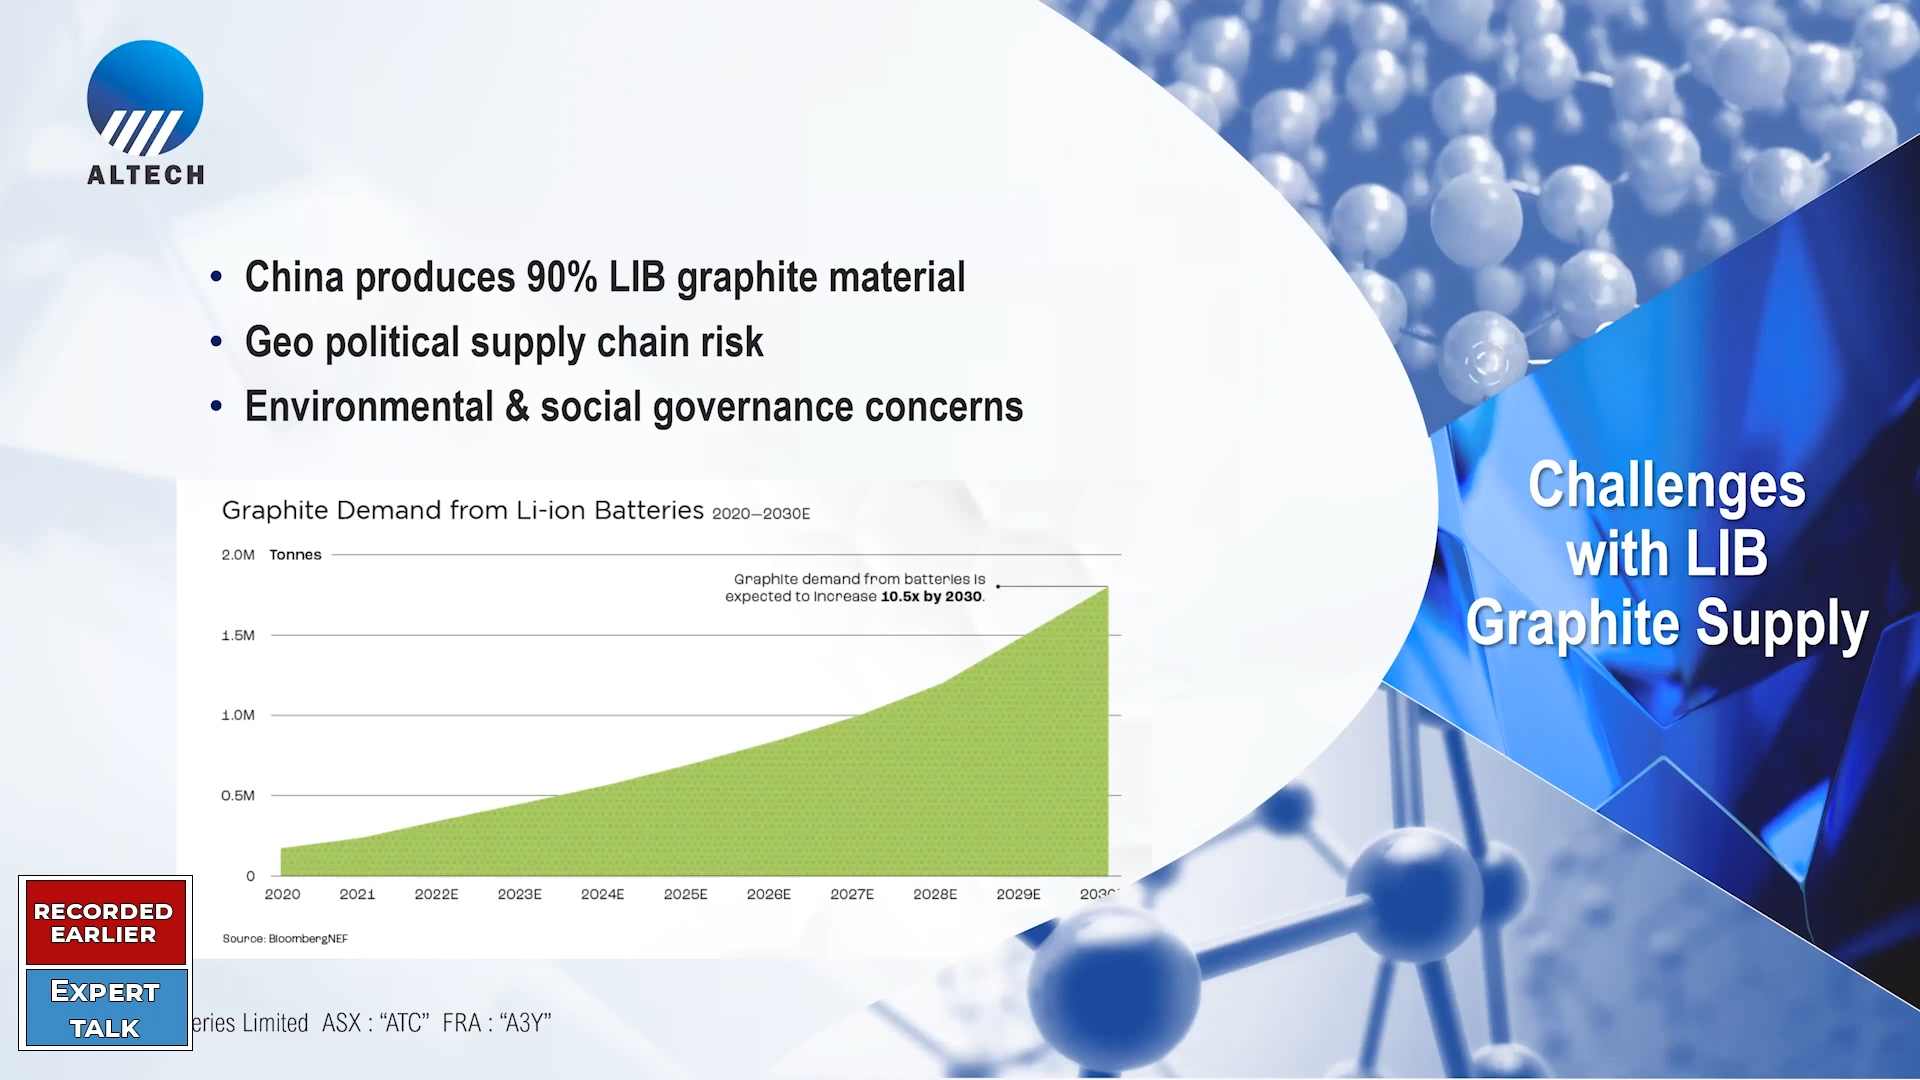 ALTECH
• China produces 90% LIB graphite material
• Geo political supply chain risk
• Environmental & social governance concerns
Challenges
with LIB
Graphite Supply
Graphite Demand from Li-ion Batteries 2020–2030E
2.0M Tonnes
Graphite demand from batteries is
expected to increase 10.5x by 2030.
1.5M
1.0M
0.5M
0
2020 2021 2022E 2023E 2024E 2025E 2026E 2027E 2028E 2029E
Source: BloombergNEF
RECORDED
EARLIER
EXPERT
TALK
Limited ASX : “ATC” FRA : “A3Y”